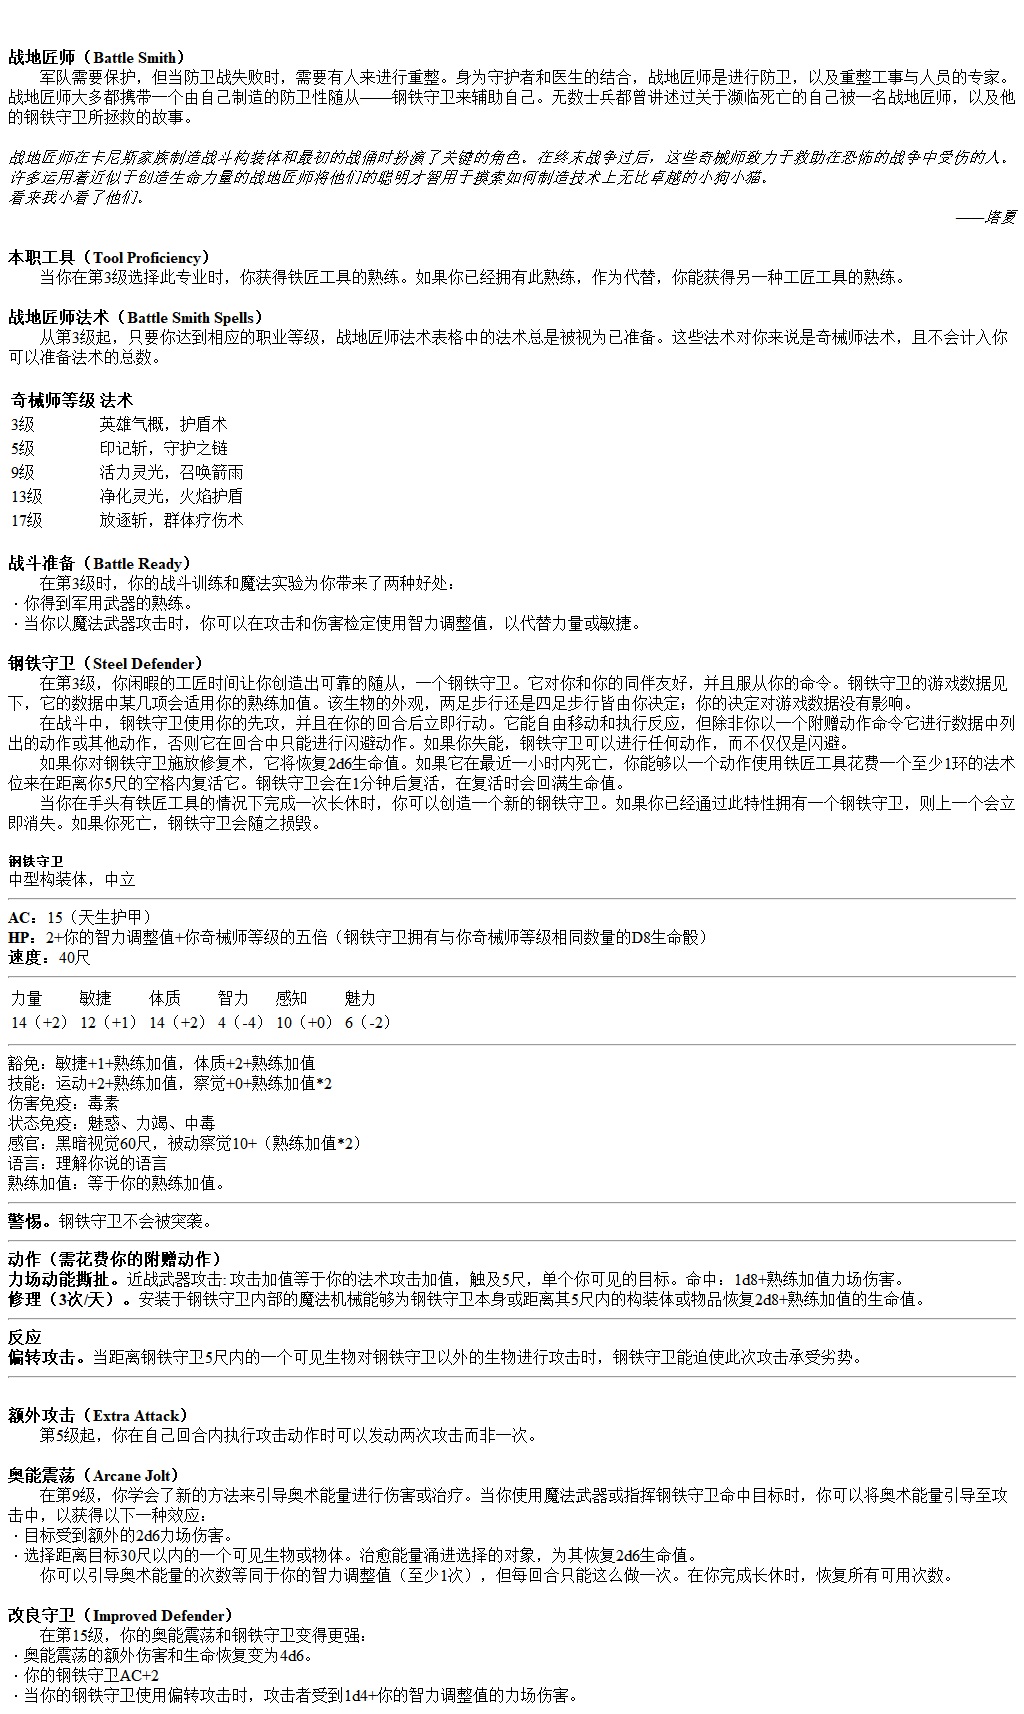 战地匠师（Battle Smith）
军队需要保护，但当防卫战失败时，需要有人来进行重整。身为守护者和医生的结合，战地匠师是进行防卫，以及重整工事与人员的专家。
战地匠师大多都携带一个由自己制造的防卫性随从——钢铁守卫来辅助自己。无数士兵都曾讲述过关于濒临死亡的自己被一名战地匠师，以及他
的钢铁守卫所拯救的故事。
战地匠师在卡尼斯家族制造战斗构装体和最初的战俑时扮演了关键的角色。在终末战争过后，这些奇械师致力于救助在恐怖的战争中受伤的人。
许多运用着近似于创造生命力量的战地匠师将他们的聪明才智用于摸索如何制造技术上无比卓越的小狗小猫。
看来我小看了他们。
——塔夏
本职工具（Tool Proficiency）
当你在第3级选择此专业时，你获得铁匠工具的熟练。如果你已经拥有此熟练，作为代替，你能获得另一种工匠工具的熟练。
战地匠师法术（Battle Smith Spells）
从第3级起，只要你达到相应的职业等级，战地匠师法术表格中的法术总是被视为已准备。这些法术对你来说是奇械师法术，且不会计入你
可以准备法术的总数。
奇械师等级 法术
3级 英雄气概，护盾术
5级 印记斩，守护之链
9级 活力灵光，召唤箭雨
13级 净化灵光，火焰护盾
17级 放逐斩，群体疗伤术
战斗准备（Battle Ready）
在第3级时，你的战斗训练和魔法实验为你带来了两种好处：
·你得到军用武器的熟练。
·当你以魔法武器攻击时，你可以在攻击和伤害检定使用智力调整值，以代替力量或敏捷。
钢铁守卫（Steel Defender）
在第3级，你闲暇的工匠时间让你创造出可靠的随从，一个钢铁守卫。它对你和你的同伴友好，并且服从你的命令。钢铁守卫的游戏数据见
下，它的数据中某几项会适用你的熟练加值。该生物的外观，两足步行还是四足步行皆由你决定；你的决定对游戏数据没有影响。
在战斗中，钢铁守卫使用你的先攻，并且在你的回合后立即行动。它能自由移动和执行反应，但除非你以一个附赠动作命令它进行数据中列
出的动作或其他动作，否则它在回合中只能进行闪避动作。如果你失能，钢铁守卫可以进行任何动作，而不仅仅是闪避。
如果你对钢铁守卫施放修复术，它将恢复2d6生命值。如果它在最近一小时内死亡，你能够以一个动作使用铁匠工具花费一个至少1环的法术
位来在距离你5尺的空格内复活它。钢铁守卫会在1分钟后复活，在复活时会回满生命值。
当你在手头有铁匠工具的情况下完成一次长休时，你可以创造一个新的钢铁守卫。如果你已经通过此特性拥有一个钢铁守卫，则上一个会立
即消失。如果你死亡，钢铁守卫会随之损毁。
钢铁守卫
中型构装体，中立
AC：15（天生护甲）
HP：2+你的智力调整值+你奇械师等级的五倍（钢铁守卫拥有与你奇械师等级相同数量的D8生命骰）
速度：40尺
力量 敏捷 体质 智力 感知 魅力
14（+2） 12（+1） 14（+2） 4（-4） 10（+0） 6（-2）
豁免：敏捷+1+熟练加值，体质+2+熟练加值
技能：运动+2+熟练加值，察觉+0+熟练加值*2
伤害免疫：毒素
状态免疫：魅惑、力竭、中毒
感官：黑暗视觉60尺，被动察觉10+（熟练加值*2）
语言：理解你说的语言
熟练加值：等于你的熟练加值。
警惕。钢铁守卫不会被突袭。
动作（需花费你的附赠动作）
力场动能撕扯。近战武器攻击: 攻击加值等于你的法术攻击加值，触及5尺，单个你可见的目标。命中：1d8+熟练加值力场伤害。
修理（3次/天）。安装于钢铁守卫内部的魔法机械能够为钢铁守卫本身或距离其5尺内的构装体或物品恢复2d8+熟练加值的生命值。
反应
偏转攻击。当距离钢铁守卫5尺内的一个可见生物对钢铁守卫以外的生物进行攻击时，钢铁守卫能迫使此次攻击承受劣势。
额外攻击（Extra Attack）
第5级起，你在自己回合内执行攻击动作时可以发动两次攻击而非一次。
奥能震荡（Arcane Jolt）
在第9级，你学会了新的方法来引导奥术能量进行伤害或治疗。当你使用魔法武器或指挥钢铁守卫命中目标时，你可以将奥术能量引导至攻
击中，以获得以下一种效应：
·目标受到额外的2d6力场伤害。
·选择距离目标30尺以内的一个可见生物或物体。治愈能量涌进选择的对象，为其恢复2d6生命值。
你可以引导奥术能量的次数等同于你的智力调整值（至少1次），但每回合只能这么做一次。在你完成长休时，恢复所有可用次数。
改良守卫（Improved Defender）
在第15级，你的奥能震荡和钢铁守卫变得更强：
·奥能震荡的额外伤害和生命恢复变为4d6。
·你的钢铁守卫AC+2
·当你的钢铁守卫使用偏转攻击时，攻击者受到1d4+你的智力调整值的力场伤害。